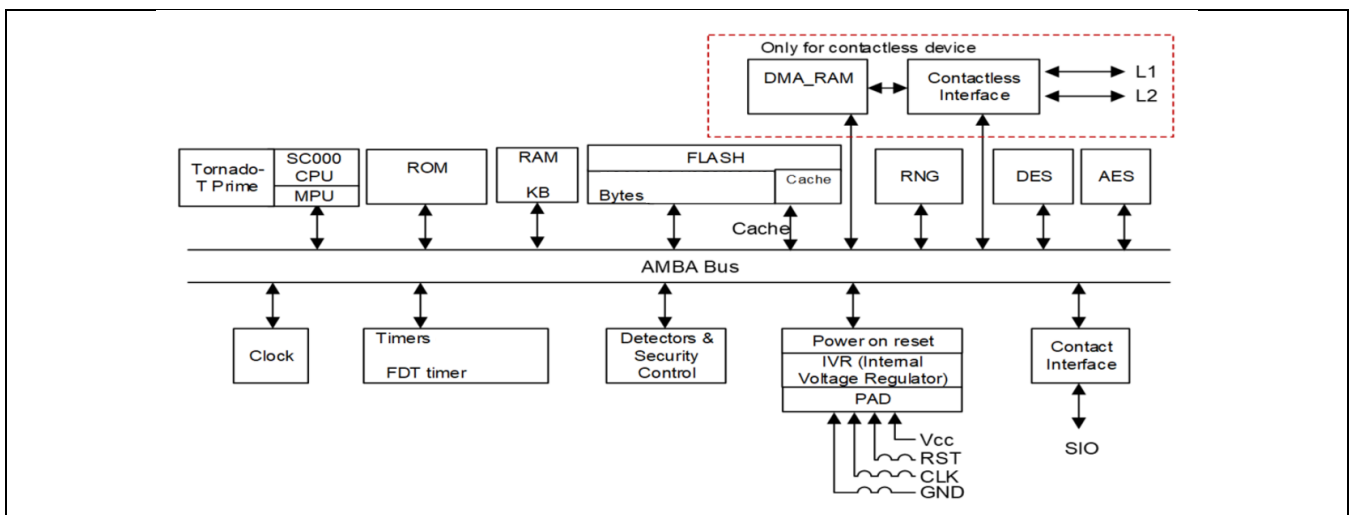 Only for contactless device
DMA_RAM
Contactless
Interface
L1
L2
Tornado-
T Prime
SC000
CPU
MPU
ROM
RAM
KB
FLASH
Bytes
Cache
Cache
RNG
DES
AES
AMBA Bus
Clock
Timers
FDT timer
Detectors &
Security
Control
Power on reset
IVR (Internal
Voltage Regulator)
PAD
Vcc
RST
CLK
GND
Contact
Interface
SIO